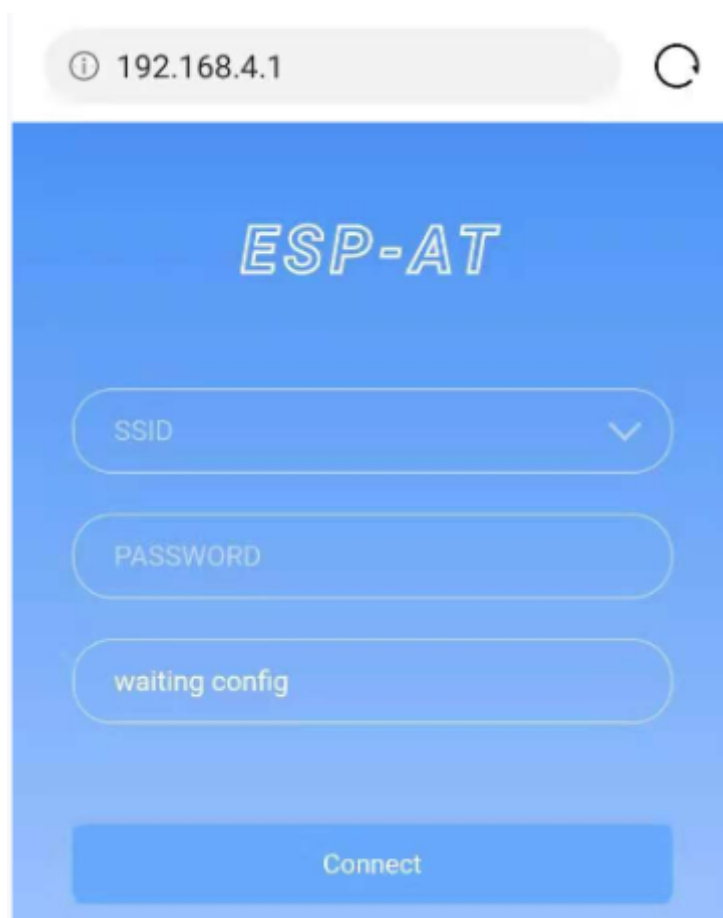 192.168.4.1
ESP-AT
SSID
PASSWORD
waiting config
Connect